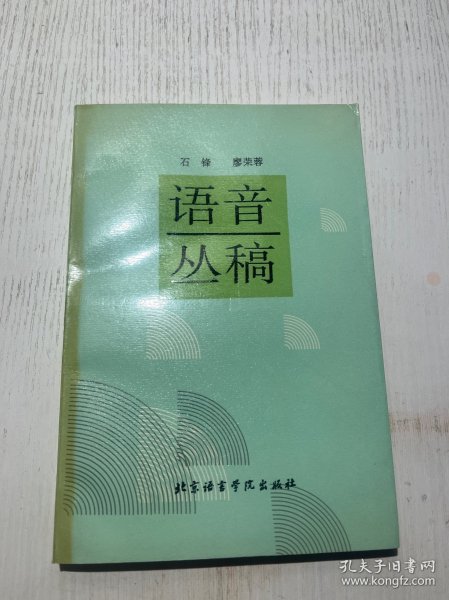 石锋 廖荣蓉
语音
丛稿
北京语言学院出版社
孔夫子旧书网
www.kongfz.com